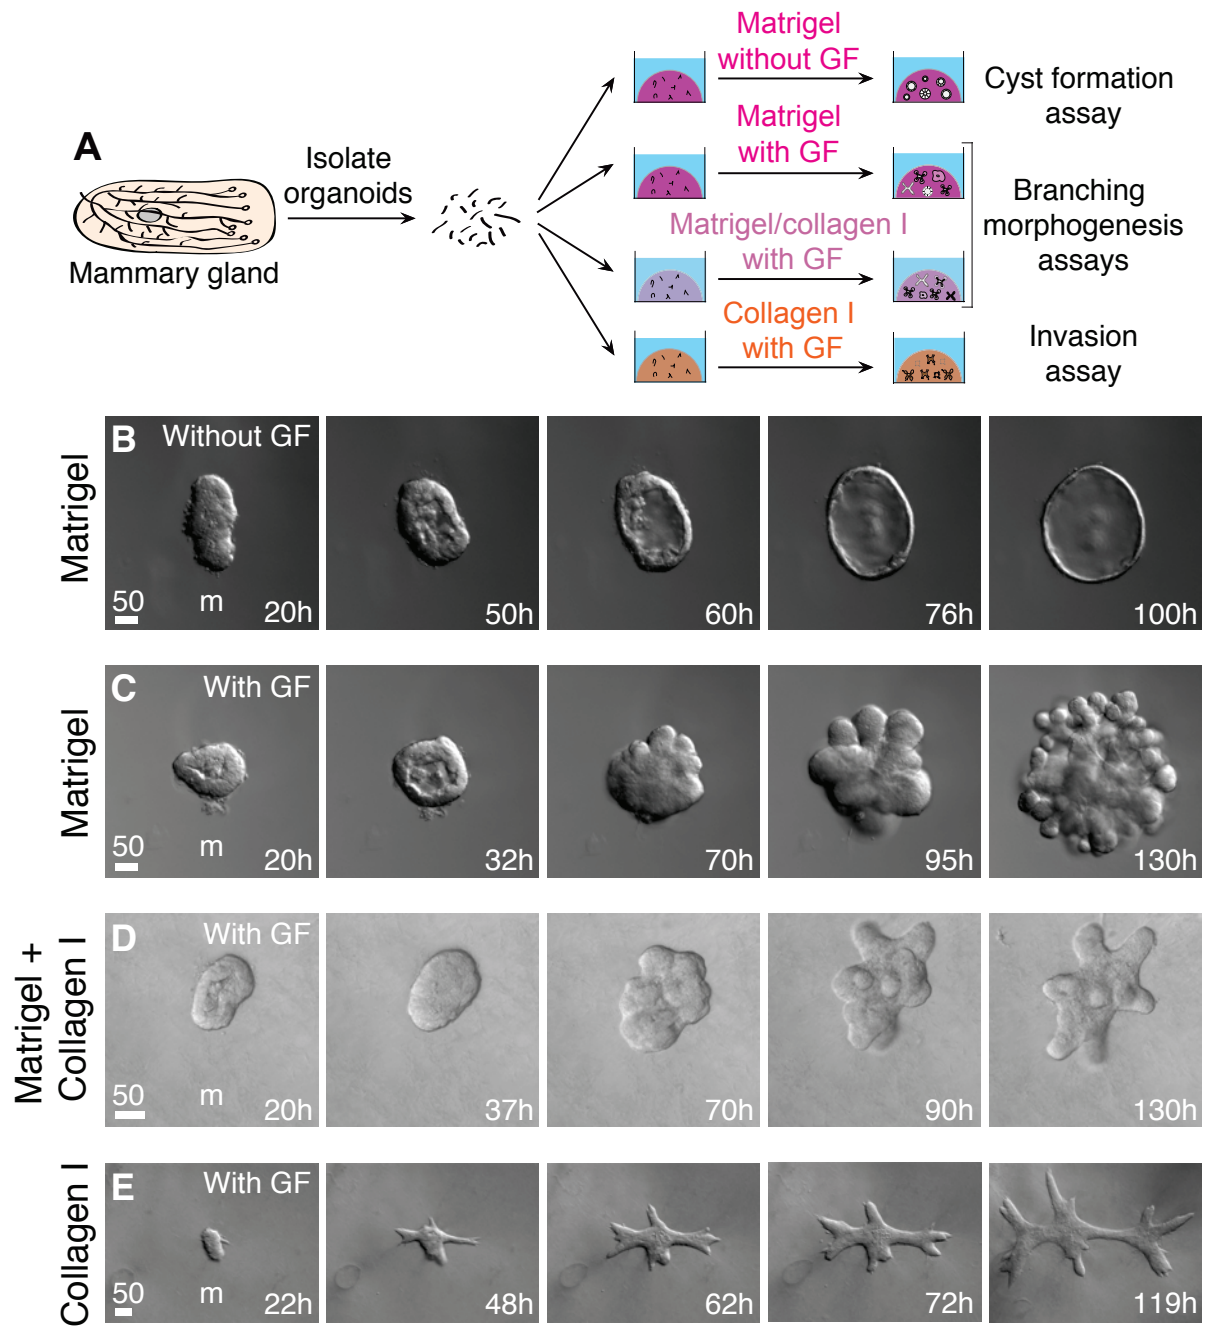 Matrigel
without GF
Cyst formation
assay
A
Isolate
organoids
Mammary gland
Matrigel
with GF
Matrigel/collagen I
with GF
Branching
morphogenesis
assays
Collagen I
with GF
Invasion
assay
Matrigel
B Without GF
50 m 20h
50h
60h
76h
100h
Matrigel
C With GF
50 m 20h
32h
70h
95h
130h
Matrigel +
Collagen I
D With GF
50 m 20h
37h
70h
90h
130h
Collagen I
E With GF
50 m 22h
48h
62h
72h
119h